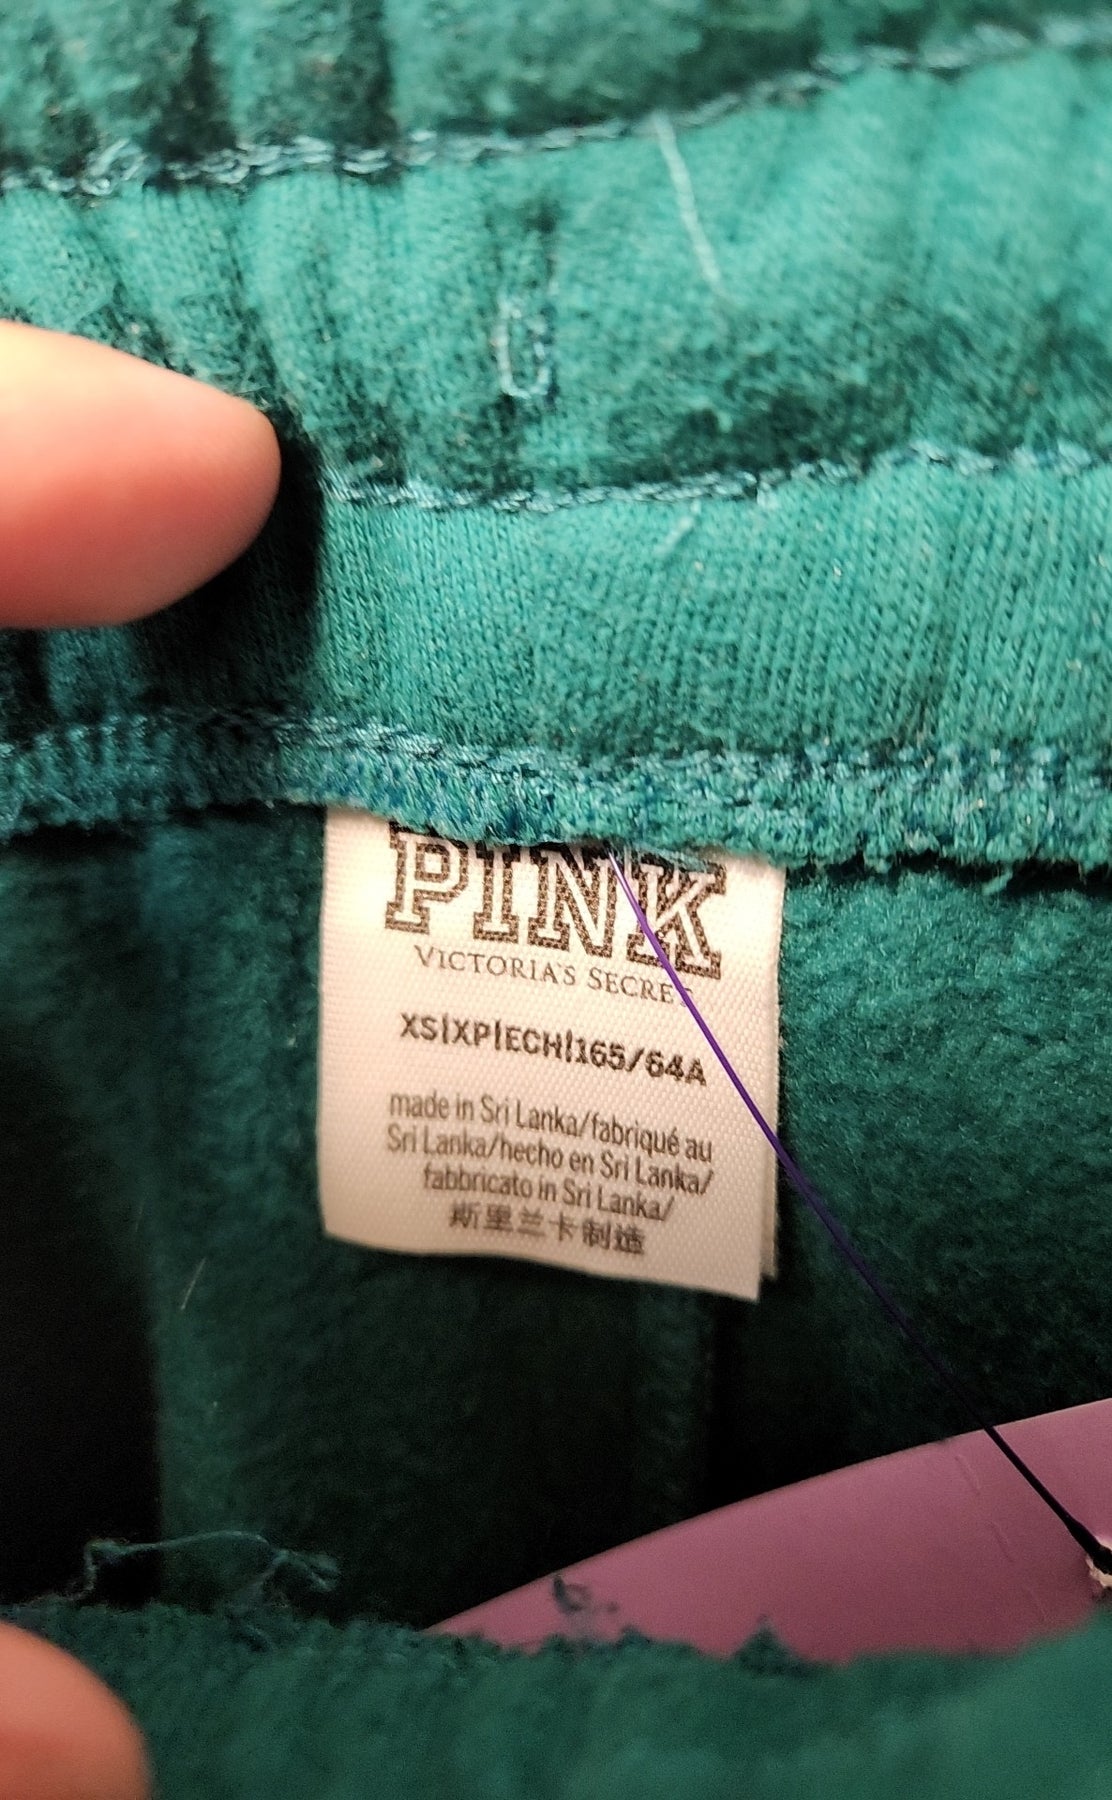 PINK
VICTORIA'S SECRET
XS|XP|ECH|165/64A
made in Sri Lanka/fabriqué au
Sri Lanka/hecho en Sri Lanka/
fabbricato in Sri Lanka/
斯里兰卡制造